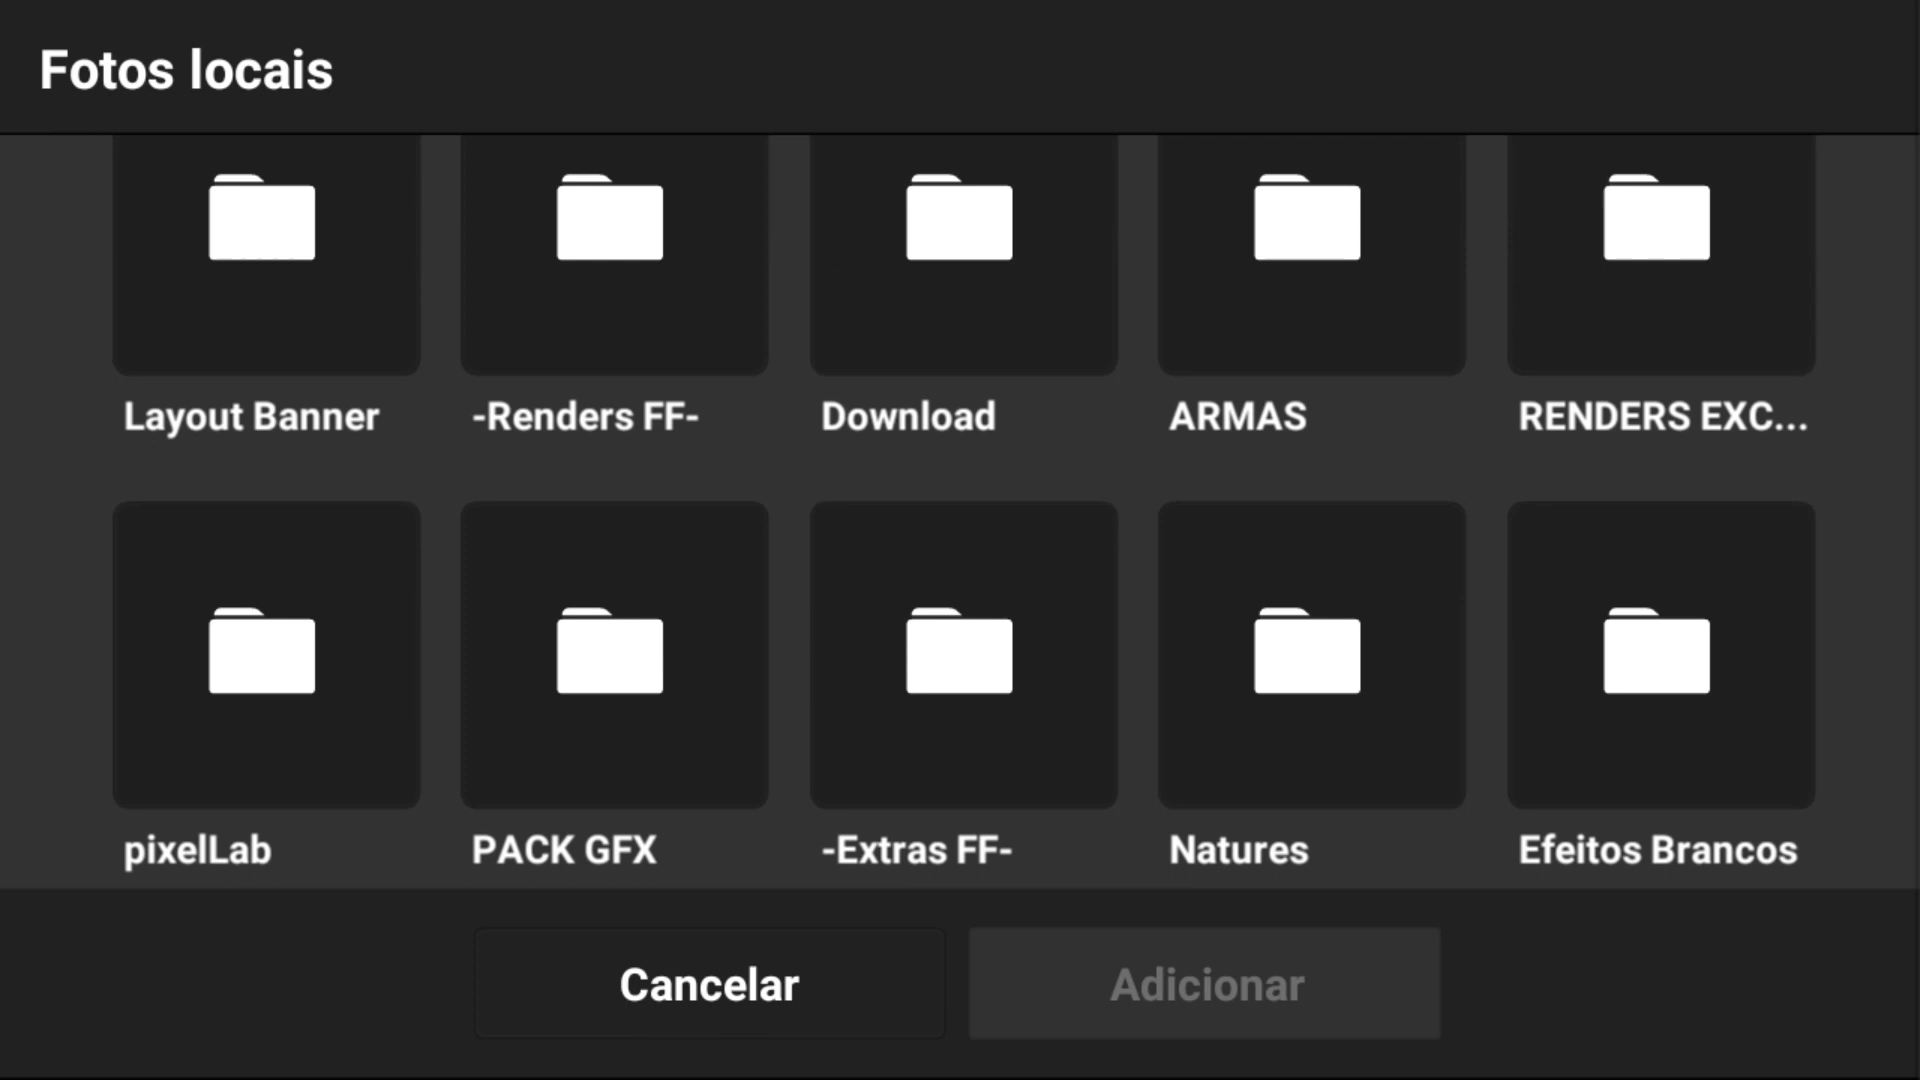 Fotos locais
Layout Banner
-Renders FF-
Download
ARMAS
RENDERS EXC...
pixelLab
PACK GFX
-Extras FF-
Natures
Efeitos Brancos
Cancelar
Adicionar